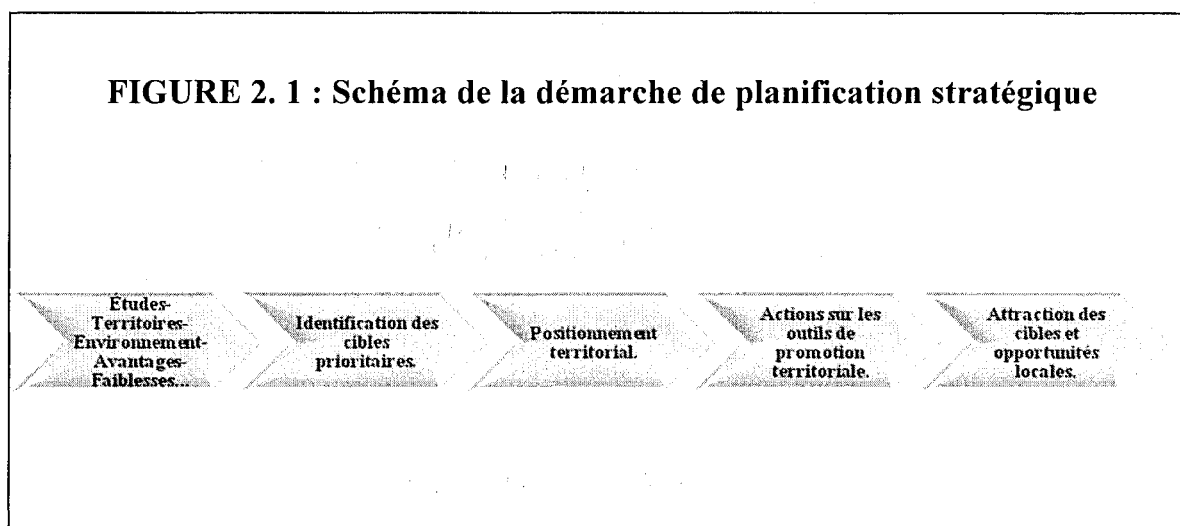 FIGURE 2. 1 : Schéma de la démarche de planification stratégique
Études-
Territoires-
Environnement-
Avantages-
Faiblesses...
Identification des
cibles
prioritaires.
Positionnement
territorial.
Actions sur les
outils de
promotion
territoriale.
Attraction des
cibles et
opportunités
locales.